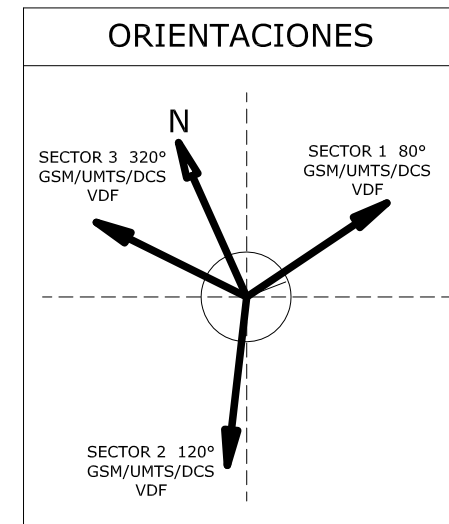 ORIENTACIONES
N
SECTOR 3 320°
GSM/UMTS/DCS
VDF
SECTOR 1 80°
GSM/UMTS/DCS
VDF
SECTOR 2 120°
GSM/UMTS/DCS
VDF